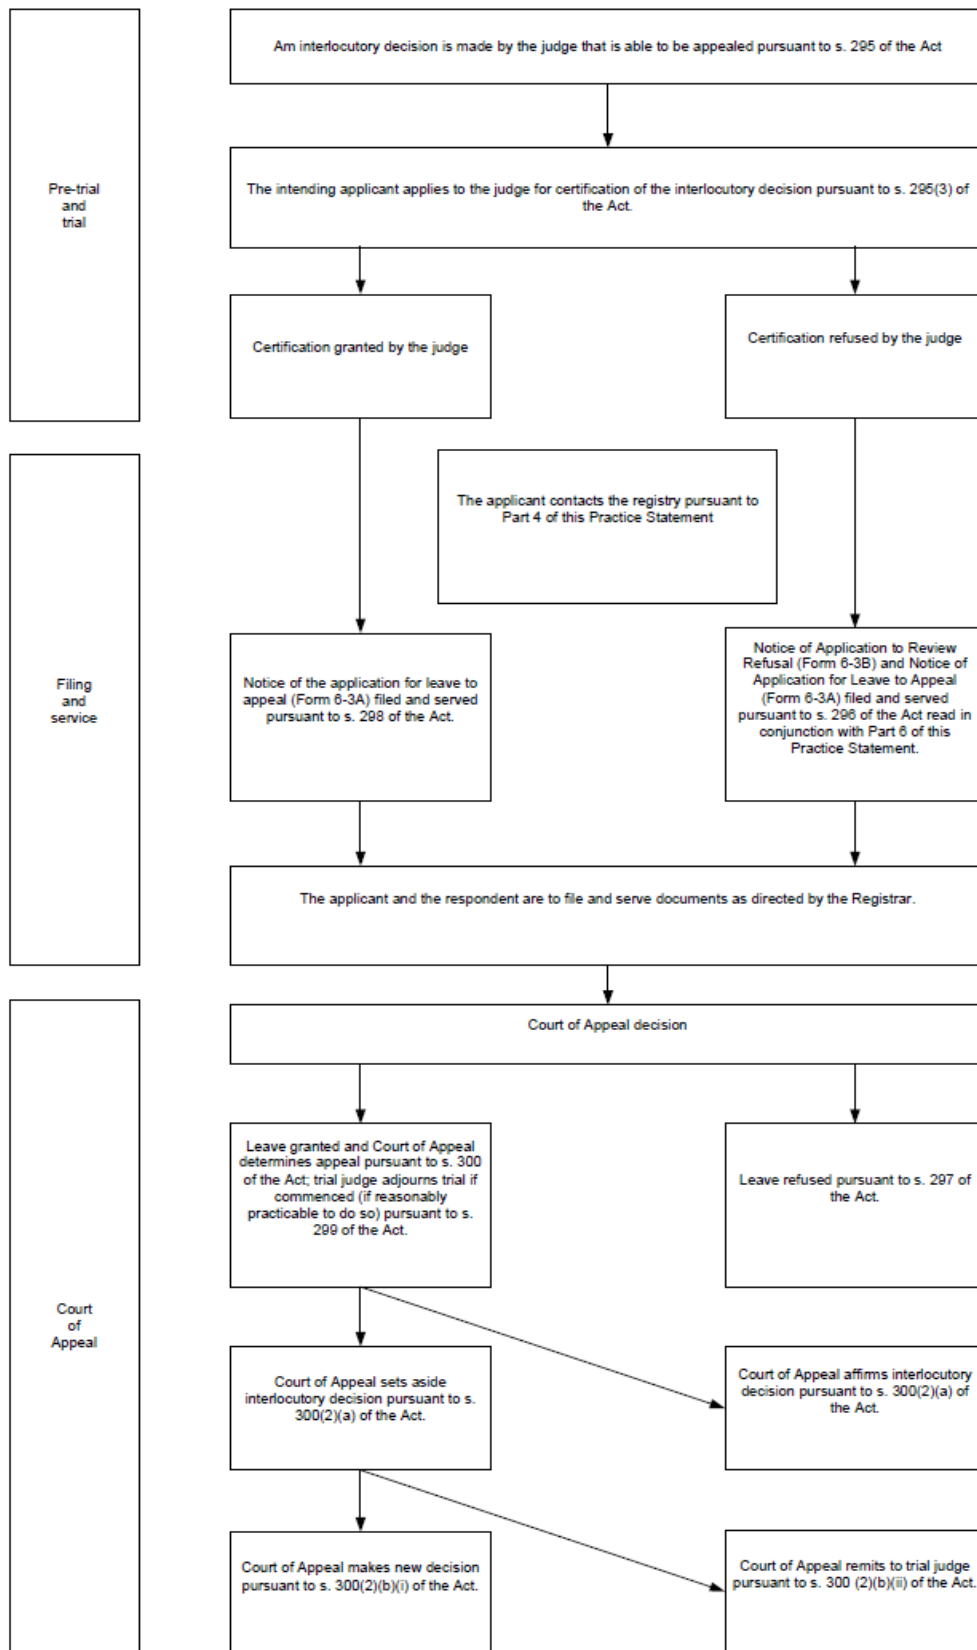 Am interlocutory decision is made by the judge that is able to be appealed pursuant to s. 295 of the Act
Pre-trial
and
trial
The intending applicant applies to the judge for certification of the interlocutory decision pursuant to s. 295(3) of
the Act.
Certification granted by the judge
Certification refused by the judge
Filing
and
service
The applicant contacts the registry pursuant to
Part 4 of this Practice Statement
Notice of the application for leave to
appeal (Form 6-3A) filed and served
pursuant to s. 298 of the Act.
Notice of Application to Review
Refusal (Form 6-3B) and Notice of
Application for Leave to Appeal
(Form 6-3A) filed and served
pursuant to s. 296 of the Act read in
conjunction with Part 6 of this
Practice Statement.
The applicant and the respondent are to file and serve documents as directed by the Registrar.
Court
of
Appeal
Court of Appeal decision
Leave granted and Court of Appeal
determines appeal pursuant to s. 300
of the Act; trial judge adjourns trial if
commenced (if reasonably
practicable to do so) pursuant to s.
299 of the Act.
Leave refused pursuant to s. 297 of
the Act.
Court of Appeal sets aside
interlocutory decision pursuant to s.
300(2)(a) of the Act.
Court of Appeal affirms interlocutory
decision pursuant to s. 300(2)(a) of
the Act.
Court of Appeal makes new decision
pursuant to s. 300(2)(b)(i) of the Act.
Court of Appeal remits to trial judge
pursuant to s. 300 (2)(b)(ii) of the Act.